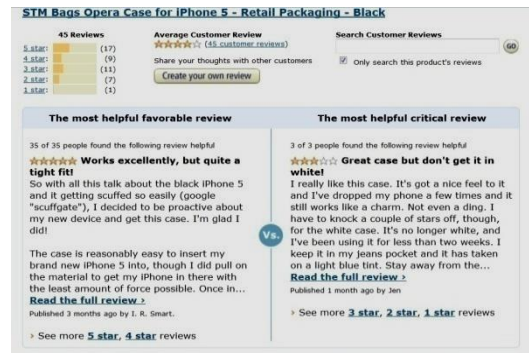 STM Bags Opera Case for iPhone 5 - Retail Packaging - Black
45 Reviews
5 star: (17)
4 star: (9)
3 star: (11)
2 star: (7)
1 star: (1)
Average Customer Review
(45 customer reviews)
Share your thoughts with other customers
Create your own review
Search Customer Reviews
GO
Only search this product's reviews
The most helpful favorable review
35 of 35 people found the following review helpful
Works excellently, but quite a
tight fit!
So with all this talk about the black iPhone 5
and it getting scuffed so easily (google
"scuffgate"), I decided to be proactive about
my new device and get this case. I'm glad I
did!
The case is reasonably easy to insert my
brand new iPhone 5 into, though I did pull on
the material to get my iPhone in there with
the least amount of force possible. Once in...
Read the full review ›
Published 3 months ago by I. R. Smart.
› See more 5 star, 4 star reviews
Vs.
The most helpful critical review
3 of 3 people found the following review helpful
Great case but don't get it in
white!
I really like this case. It's got a nice feel to it
and I've dropped my phone a few times and it
still works like a charm. Not even a ding. I
have to knock a couple of stars off, though,
for the white case. It's no longer white, and
I've been using it for less than two weeks. I
keep it in my jeans pocket and it has taken
on a light blue tint. Stay away from the...
Read the full review ›
Published 1 month ago by Jen
› See more 3 star, 2 star, 1 star reviews